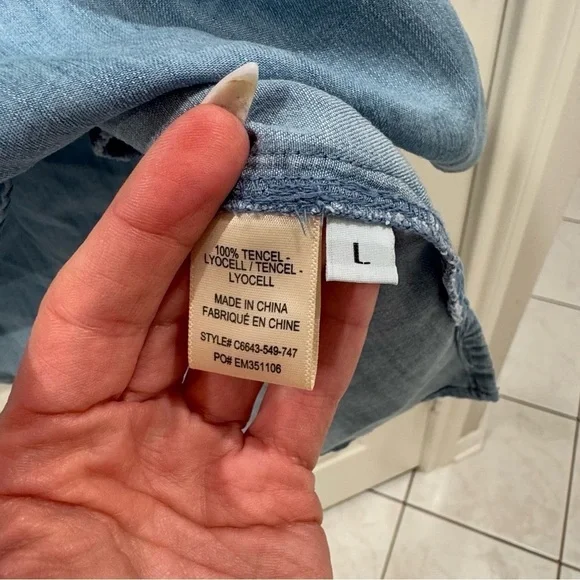 100% TENCEL -
LYOCELL / TENCEL -
LYOCELL
MADE IN CHINA
FABRIQUÉ EN CHINE
STYLE# C6643-549-747
PO# EM351106
L